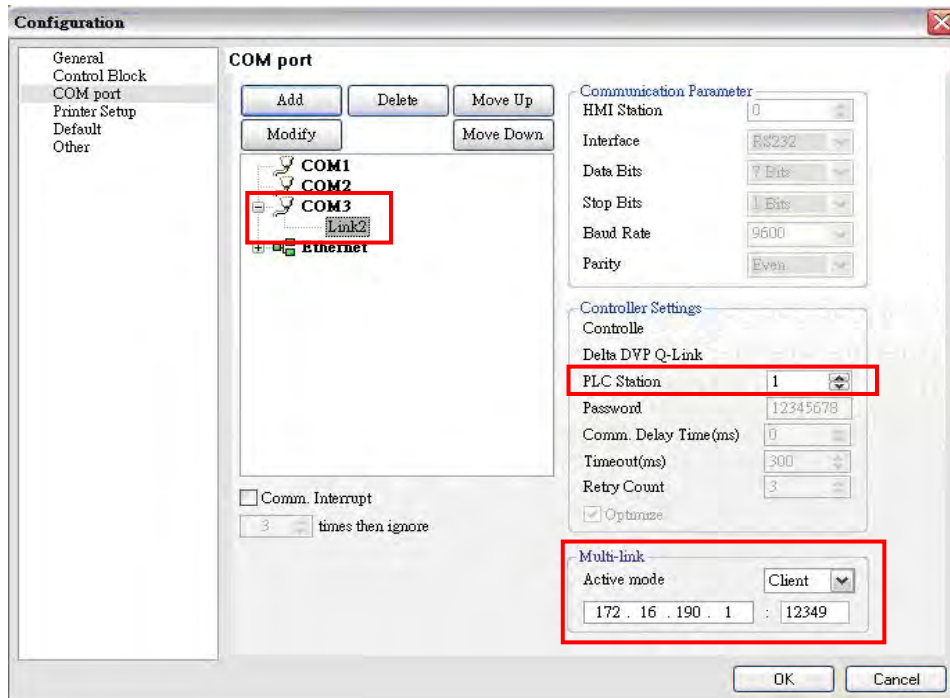 Configuration
General
Control Block
COM port
Printer Setup
Default
Other
COM port
Add Delete Move Up
Modify Move Down
COM1
COM2
COM3
Link2
Ethernet
Comm. Interrupt
3 times then ignore
Communication Parameter
HMI Station 0
Interface RS232
Data Bits 7 Bits
Stop Bits 1 Bits
Baud Rate 9600
Parity Even
Controller Settings
Controlle
Delta DVP Q-Link
PLC Station 1
Password 12345678
Comm. Delay Time(ms) 0
Timeout(ms) 300
Retry Count 3
Optimize
Multi-link
Active mode Client
172 . 16 . 190 . 1 : 12349
OK Cancel